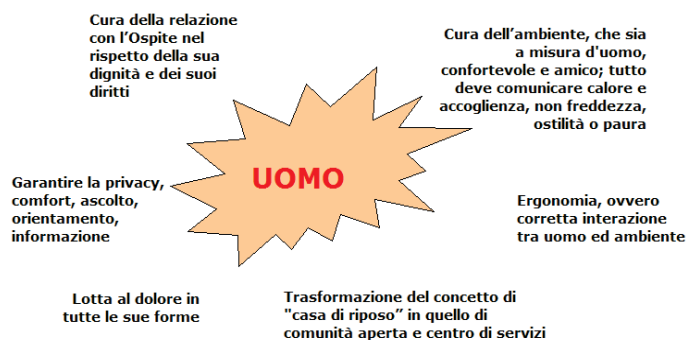 Cura della relazione
con l’Ospite nel
rispetto della sua
dignità e dei suoi
diritti
Cura dell’ambiente, che sia
a misura d'uomo,
confortevole e amico; tutto
deve comunicare calore e
accoglienza, non freddezza,
ostilità o paura
UOMO
Garantire la privacy,
comfort, ascolto,
orientamento,
informazione
Ergonomia, ovvero
corretta interazione
tra uomo ed ambiente
Lotta al dolore in
tutte le sue forme
Trasformazione del concetto di
"casa di riposo” in quello di
comunità aperta e centro di servizi